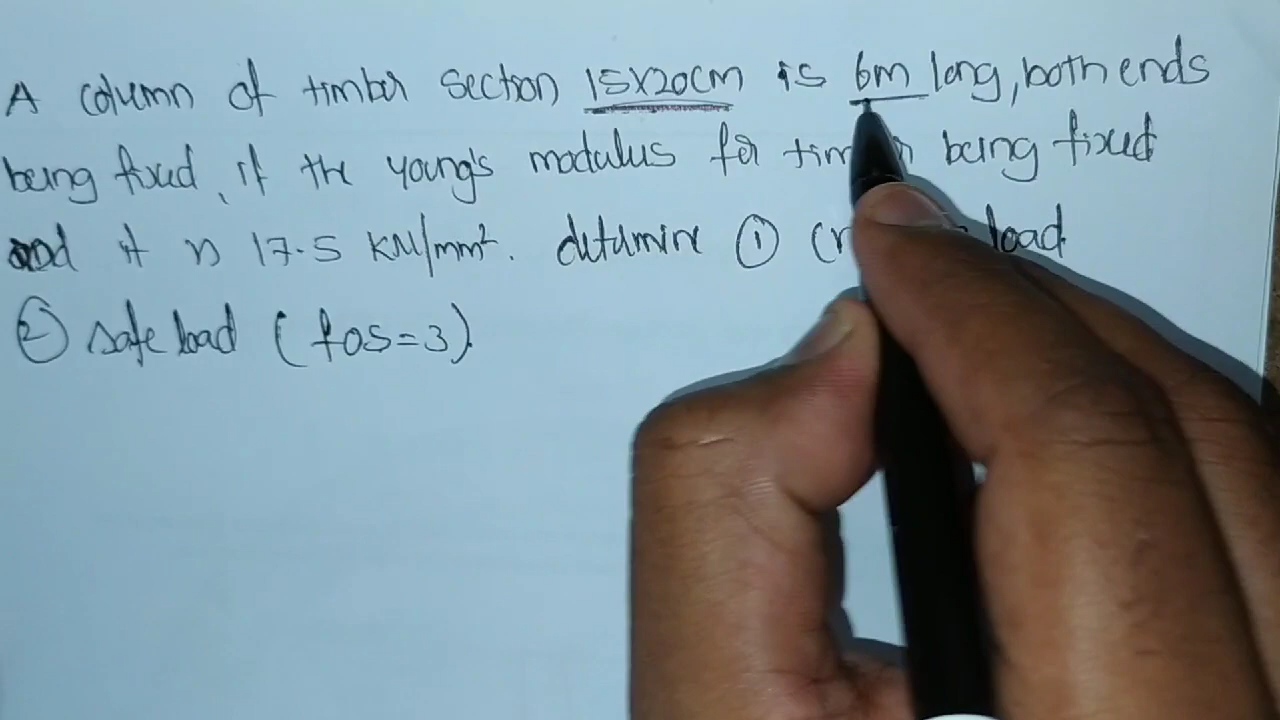 A column of timber section 15x20cm is 6m long, both ends
being fixed, if the young's modulus for being fixed
and it is 17.5 KN/mm². determine ① load.
② safe load (fos=3)